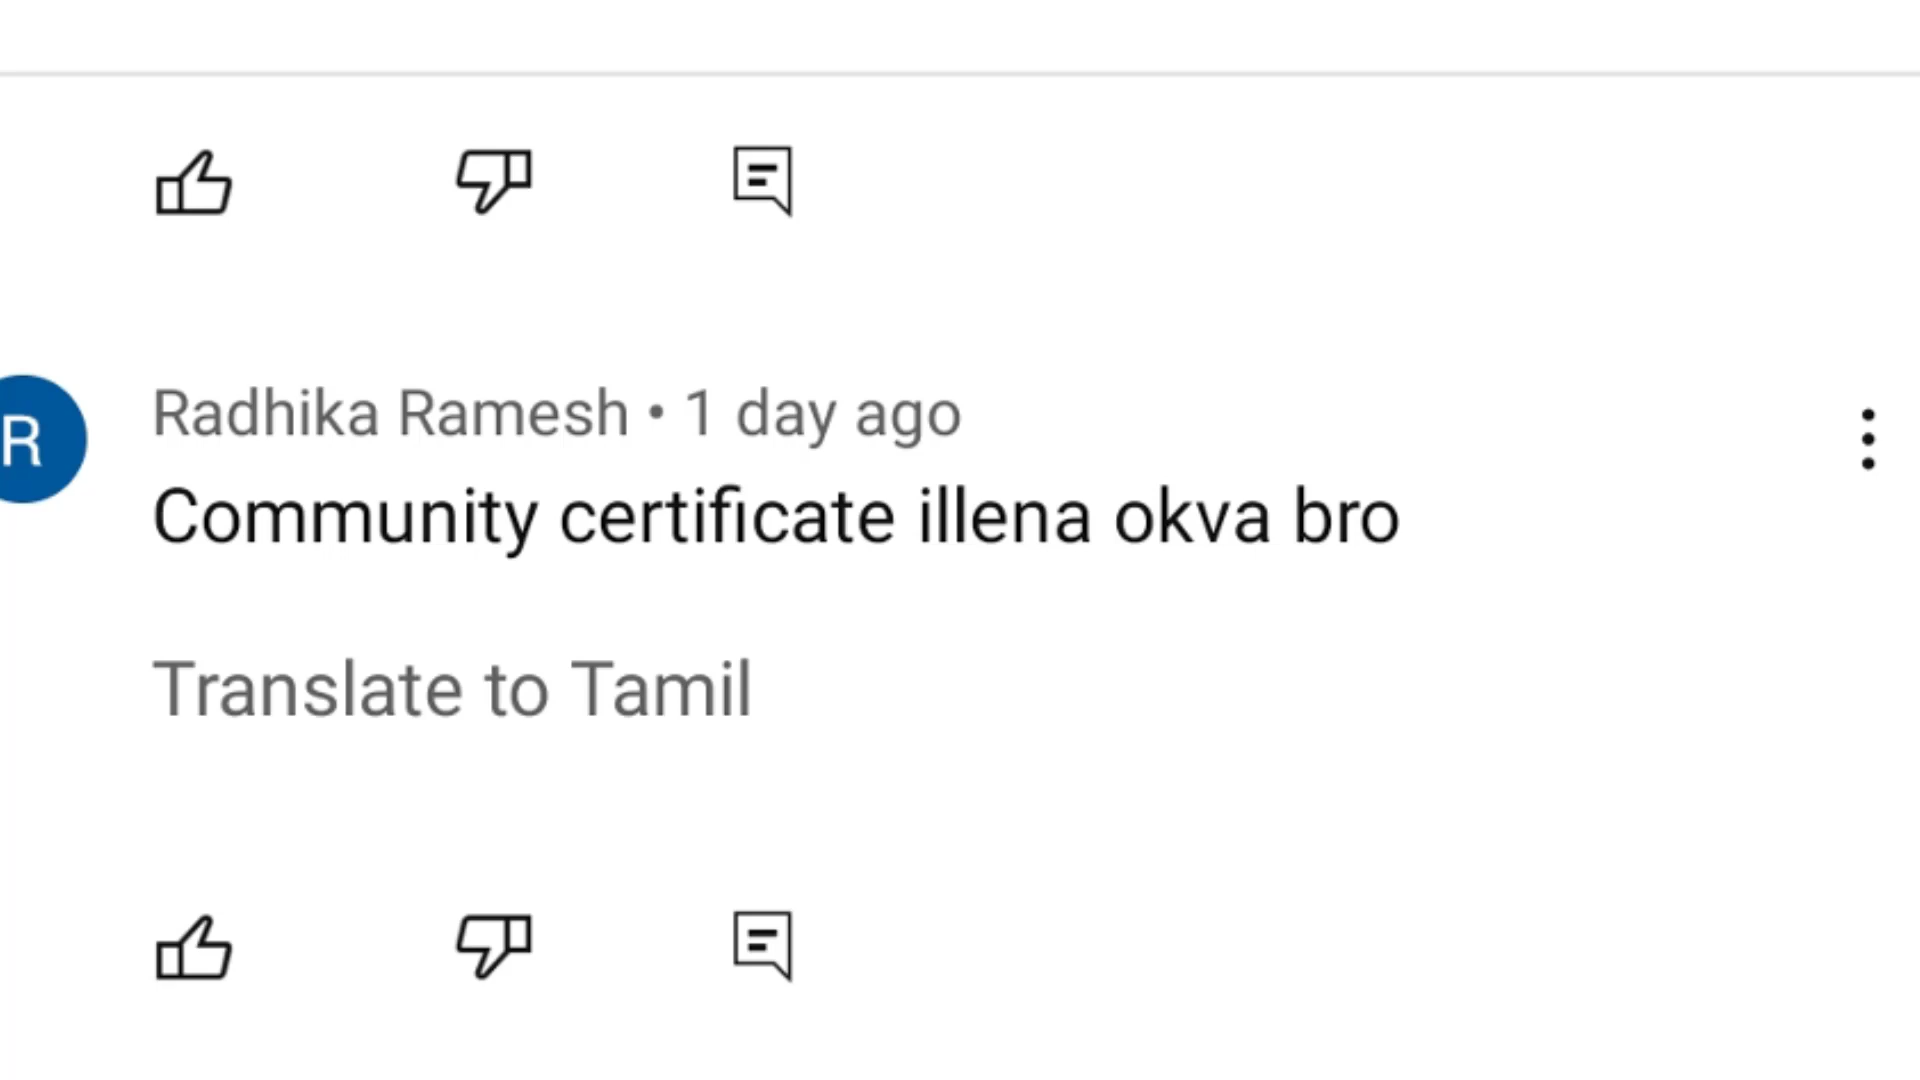 R
Radhika Ramesh • 1 day ago
Community certificate illena okva bro
Translate to Tamil